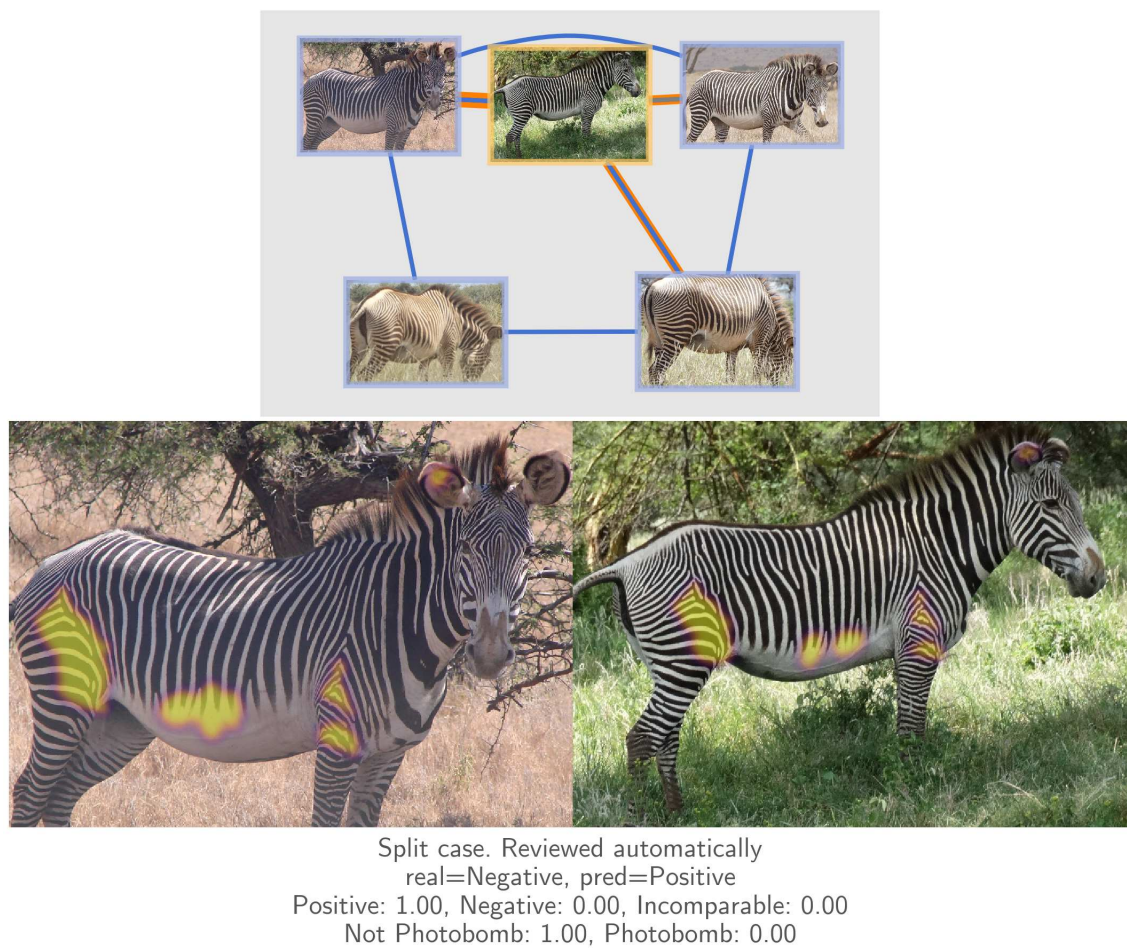 Split case. Reviewed automatically
real=Negative, pred=Positive
Positive: 1.00, Negative: 0.00, Incomparable: 0.00
Not Photobomb: 1.00, Photobomb: 0.00